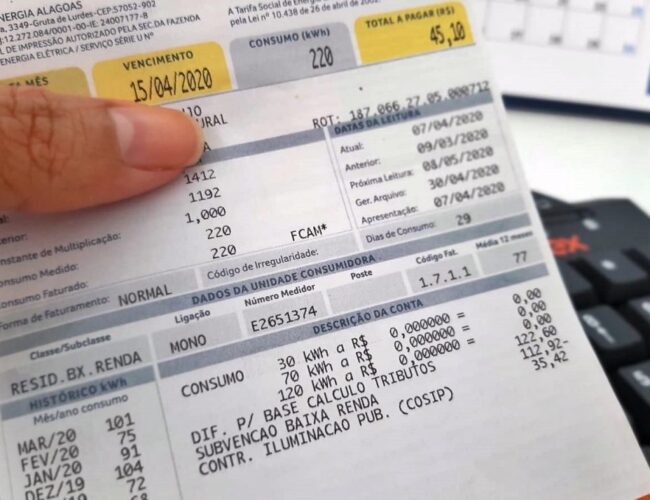 ENERGIA ALAGOAS
3349-Gruta de Lurdes-CEP:57052-902
12.272.084/0001-00-IE: 24007177-B
DE IMPRESSÃO AUTORIZADO PELA SEC.DA FAZENDA
ENERGIA ELÉTRICA / SERVIÇO SÉRIE U Nº
A Tarifa Social de Energia
pela Lei nº 10.438 de 26 de abril de 2002.
MÊS
VENCIMENTO
15/04/2020
CONSUMO (kWh)
220
TOTAL A PAGAR (R$)
45,10
ROT: 187.066.27.05.000712
DATAS DA LEITURA
Atual: 07/04/2020
Anterior: 09/03/2020
Próxima Leitura: 08/05/2020
Ger. Arquivo: 30/04/2020
Apresentação: 07/04/2020
Dias de Consumo: 29
1412
1192
Constante de Multiplicação: 1,000
Consumo Medido: 220
Consumo Faturado: 220 FCAM*
Forma de Faturamento: NORMAL
Código de Irregularidade:
DADOS DA UNIDADE CONSUMIDORA
Classe/Subclasse
RESID.BX.RENDA
Ligação
MONO
Número Medidor
E2651374
Poste
Código Fat.
1.7.1.1
Média 12 meses
77
HISTÓRICO kWh
Mês/ano consumo
MAR/20 101
FEV/20 75
JAN/20 91
DEZ/19 104
72
DESCRIÇÃO DA CONTA
CONSUMO 30 kWh a R$ 0,000000 = 0,00
70 kWh a R$ 0,000000 = 0,00
120 kWh a R$ 0,000000 = 0,00
DIF. P/ BASE CALCULO TRIBUTOS 122,60
SUBVENCAO BAIXA RENDA 112,92-
CONTR. ILUMINACAO PUB. (COSIP) 35,42